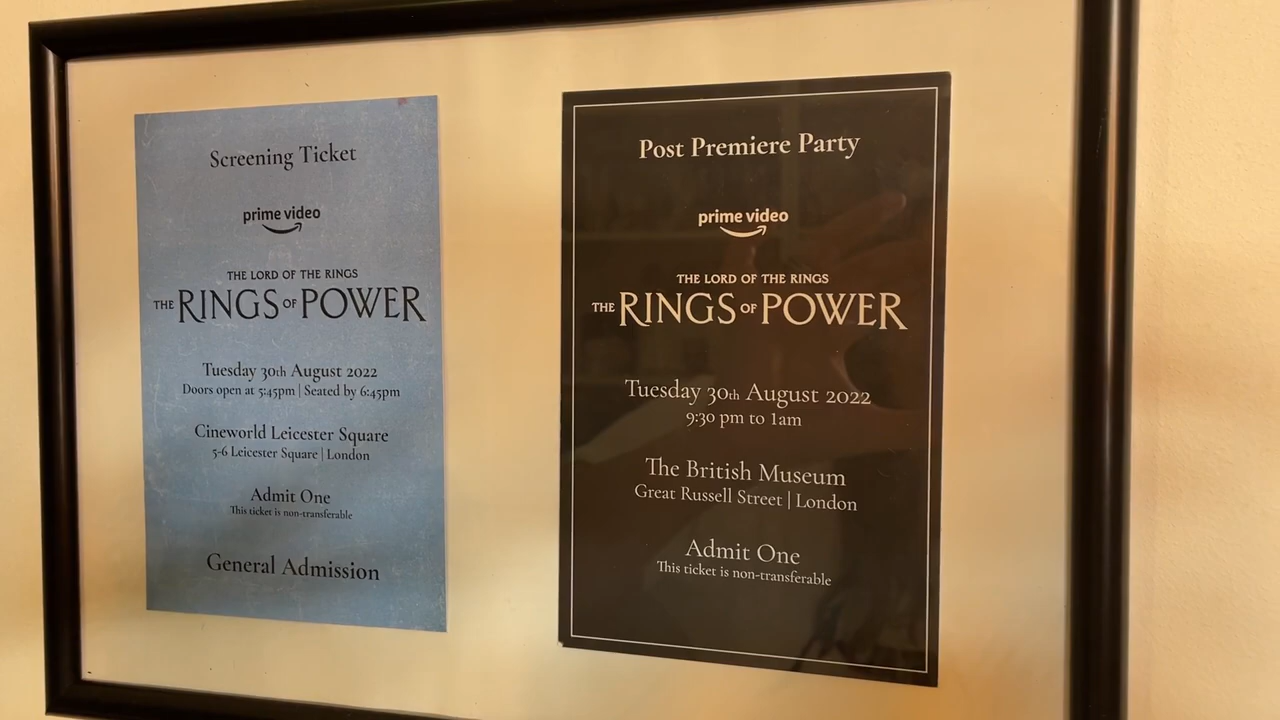 Screening Ticket
prime video
THE LORD OF THE RINGS
THE RINGS OF POWER
Tuesday 30th August 2022
Doors open at 5:45pm | Seated by 6:45pm
Cineworld Leicester Square
5-6 Leicester Square | London
Admit One
This ticket is non-transferable
General Admission
Post Premiere Party
prime video
THE LORD OF THE RINGS
THE RINGS OF POWER
Tuesday 30th August 2022
9:30 pm to 1am
The British Museum
Great Russell Street | London
Admit One
This ticket is non-transferable